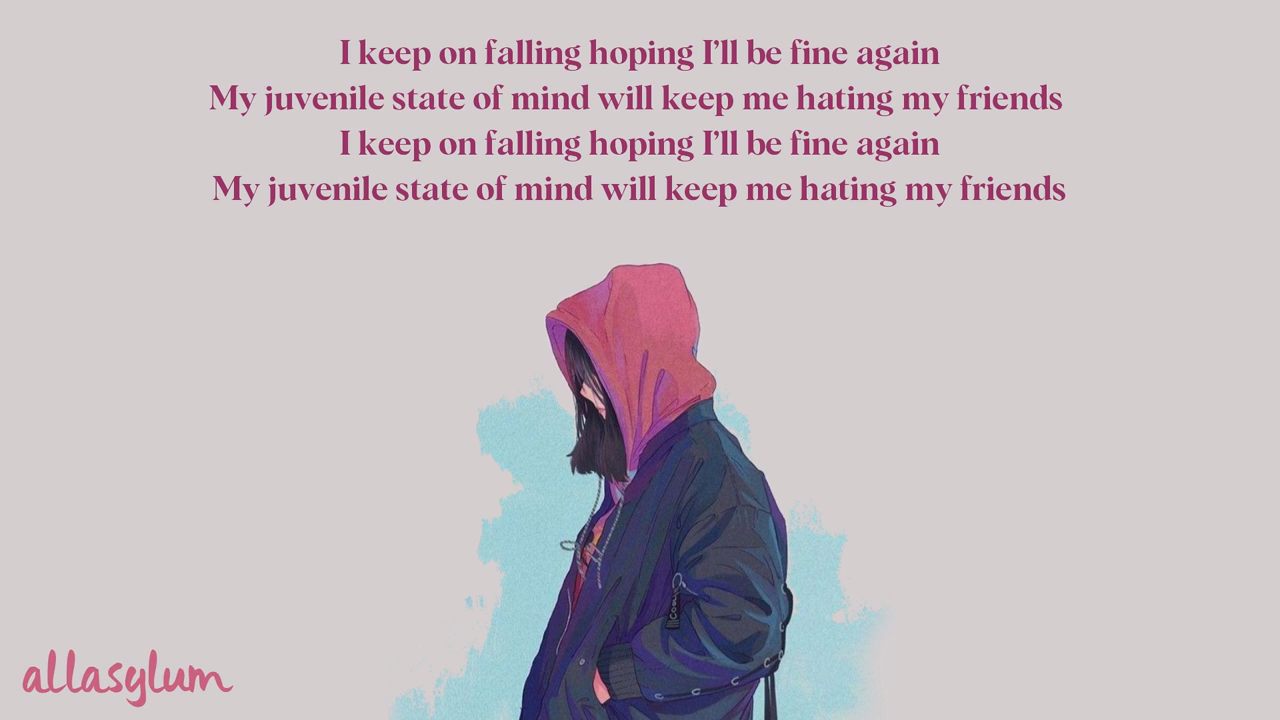 I keep on falling hoping I’ll be fine again
My juvenile state of mind will keep me hating my friends
I keep on falling hoping I’ll be fine again
My juvenile state of mind will keep me hating my friends
allasylum